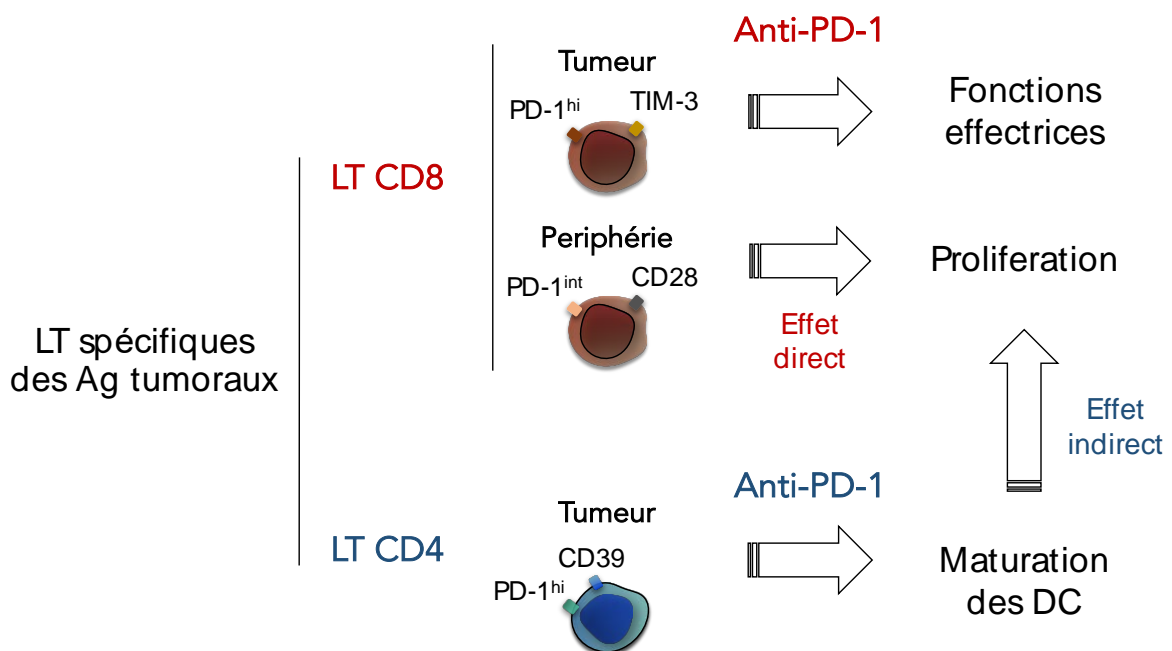 Anti-PD-1
Tumeur
PD-1hi
TIM-3
Fonctions
effectrices
LT CD8
Periphérie
PD-1int
CD28
Proliferation
Effet
direct
LT spécifiques
des Ag tumoraux
Effet
indirect
Anti-PD-1
Tumeur
LT CD4
CD39
PD-1hi
Maturation
des DC